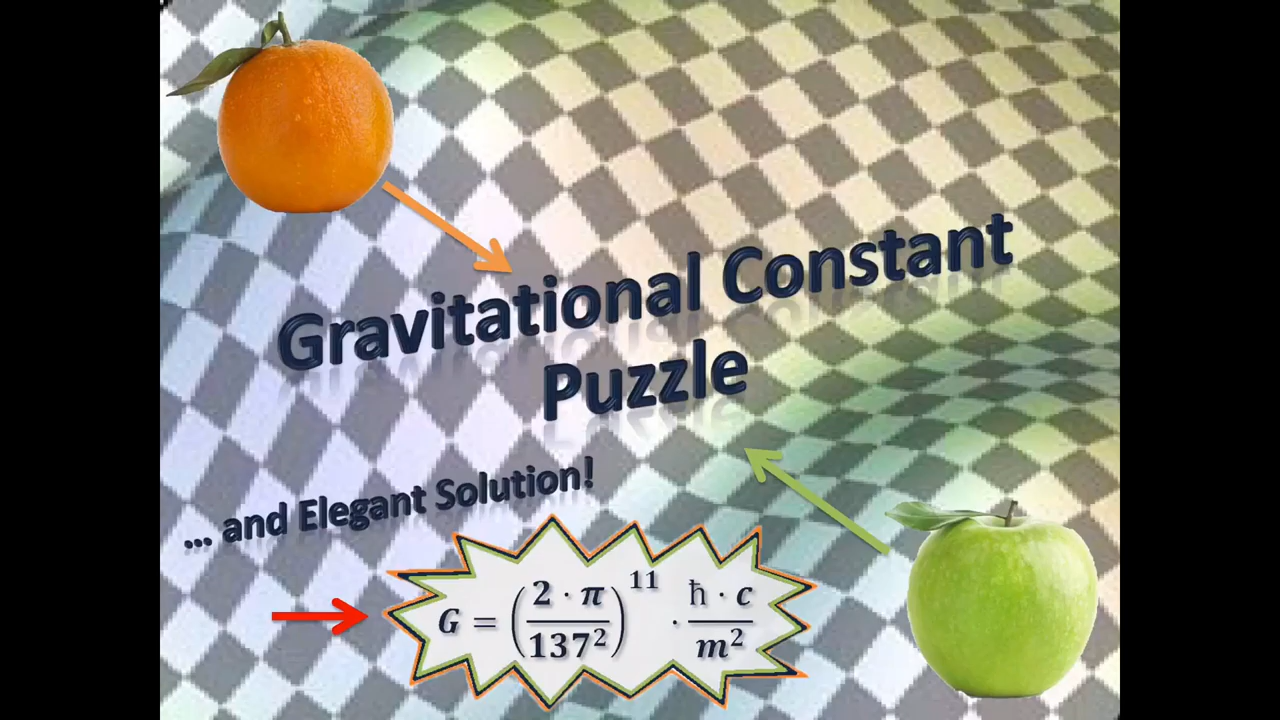 Gravitational Constant
Puzzle
... and Elegant Solution!
G = (2 · π / 137²)¹¹ · ħ · c / m²